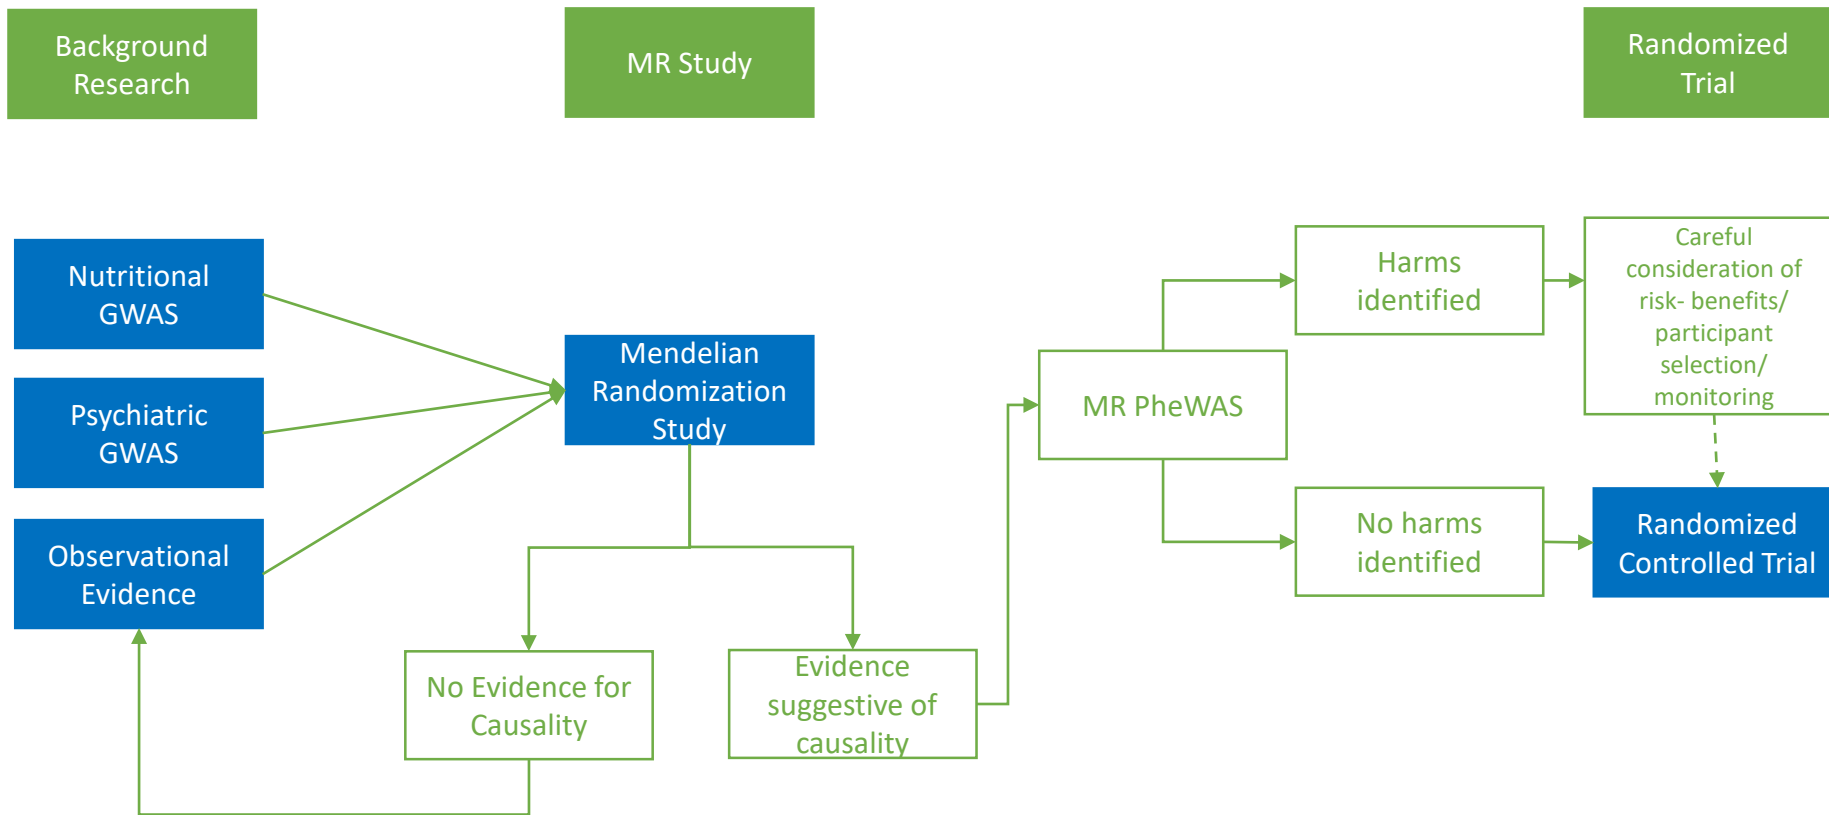 Background
Research
MR Study
Randomized
Trial
Nutritional
GWAS
Psychiatric
GWAS
Observational
Evidence
Mendelian
Randomization
Study
No Evidence for
Causality
Evidence
suggestive of
causality
MR PheWAS
Harms
identified
No harms
identified
Careful
consideration of
risk- benefits/
participant
selection/
monitoring
Randomized
Controlled Trial